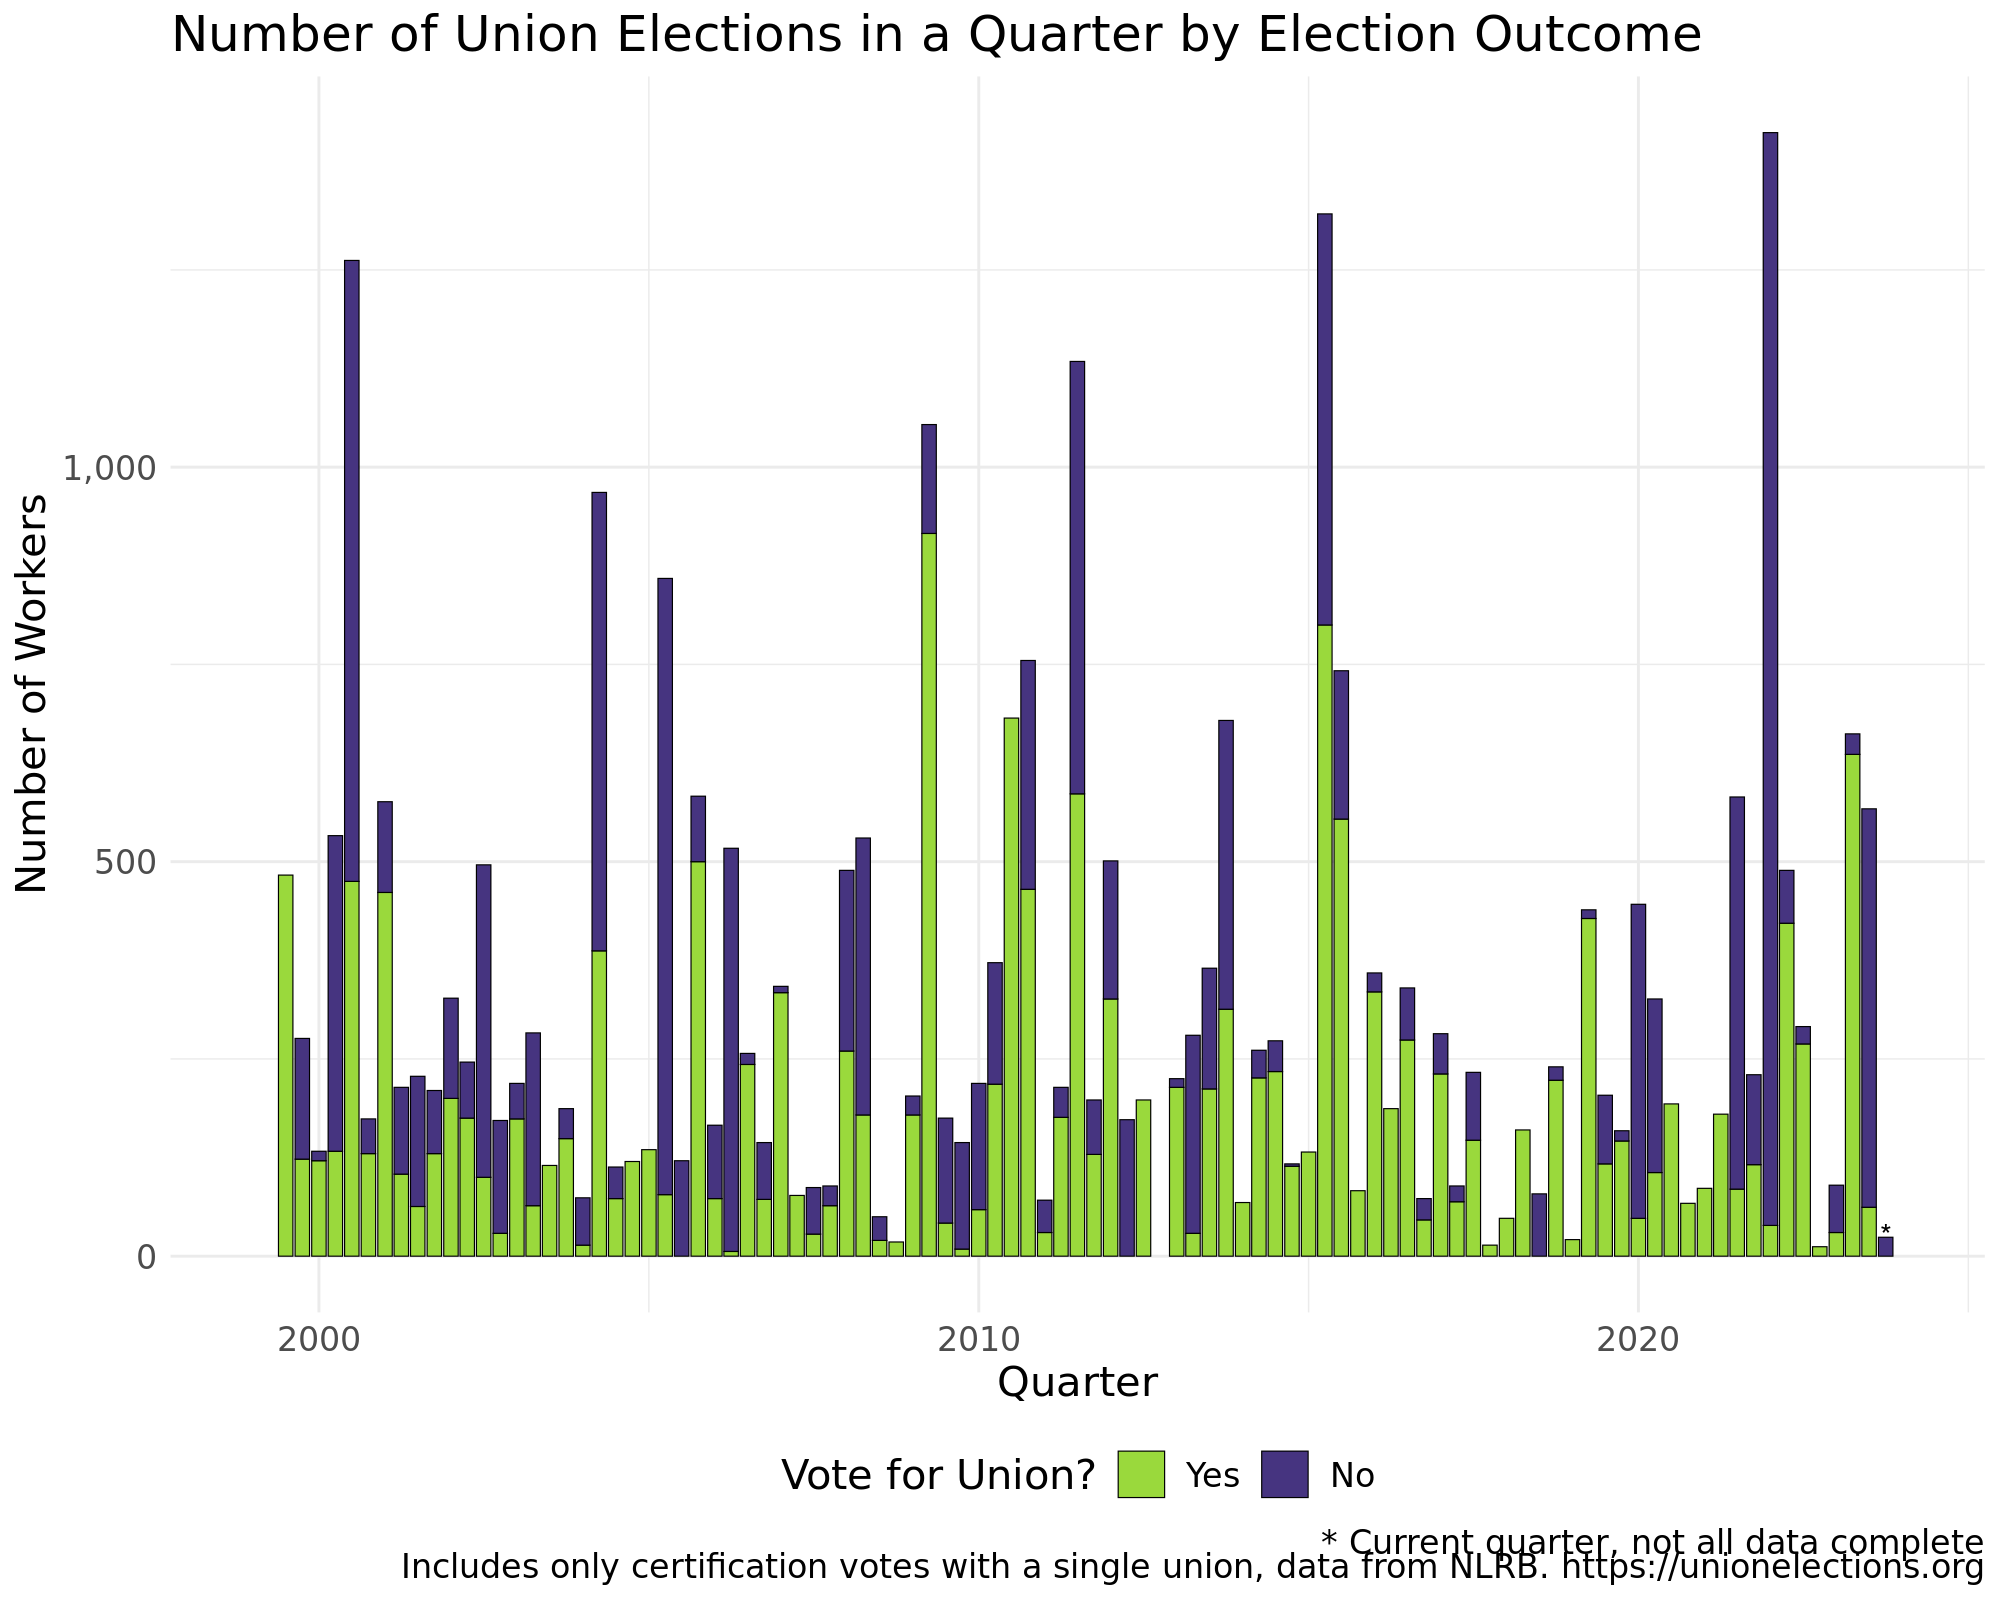 Number of Union Elections in a Quarter by Election Outcome
Number of Workers
1,000
500
0
*
2000
2010
2020
Quarter
Vote for Union?
Yes
No
* Current quarter, not all data complete
Includes only certification votes with a single union, data from NLRB. https://unionelections.org